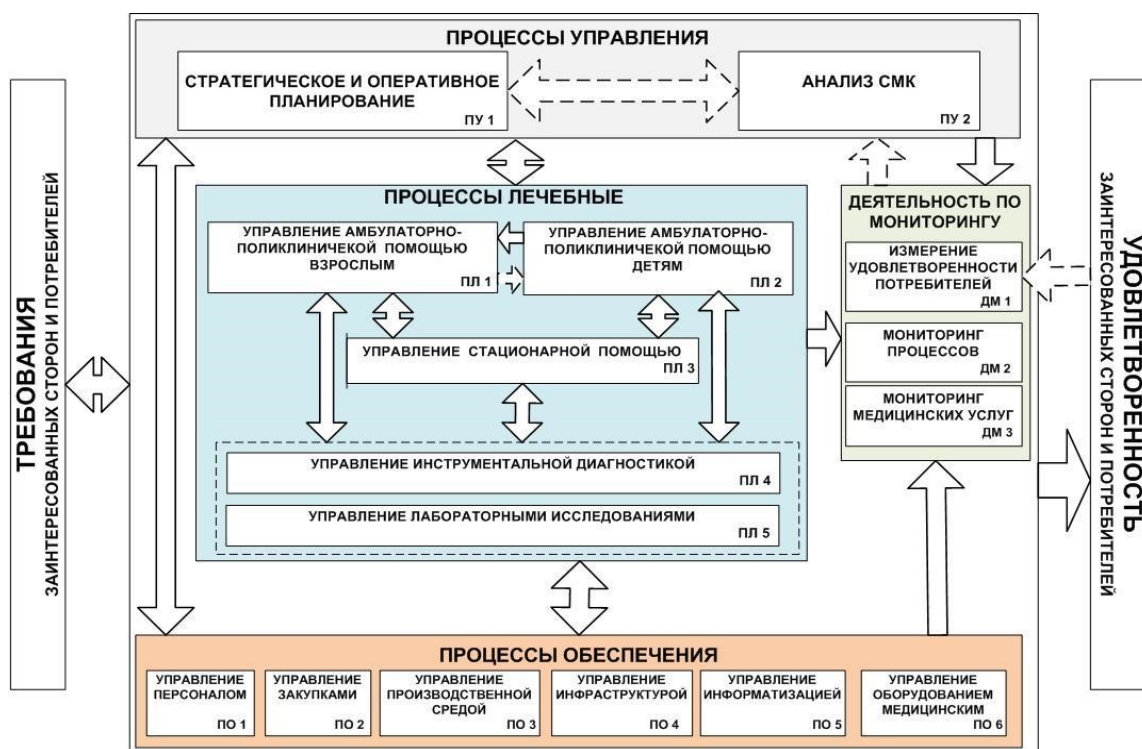 ТРЕБОВАНИЯ
ЗАИНТЕРЕСОВАННЫХ СТОРОН И ПОТРЕБИТЕЛЕЙ
ПРОЦЕССЫ УПРАВЛЕНИЯ
СТРАТЕГИЧЕСКОЕ И ОПЕРАТИВНОЕ
ПЛАНИРОВАНИЕ
ПУ 1
АНАЛИЗ СМК
ПУ 2
ПРОЦЕССЫ ЛЕЧЕБНЫЕ
УПРАВЛЕНИЕ АМБУЛАТОРНО-
ПОЛИКЛИНИЧЕКОЙ ПОМОЩЬЮ
ВЗРОСЛЫМ
ПЛ 1
УПРАВЛЕНИЕ АМБУЛАТОРНО-
ПОЛИКЛИНИЧЕКОЙ ПОМОЩЬЮ
ДЕТЯМ
ПЛ 2
УПРАВЛЕНИЕ СТАЦИОНАРНОЙ ПОМОЩЬЮ
ПЛ 3
УПРАВЛЕНИЕ ИНСТРУМЕНТАЛЬНОЙ ДИАГНОСТИКОЙ
ПЛ 4
УПРАВЛЕНИЕ ЛАБОРАТОРНЫМИ ИССЛЕДОВАНИЯМИ
ПЛ 5
ДЕЯТЕЛЬНОСТЬ ПО
МОНИТОРИНГУ
ИЗМЕРЕНИЕ
УДОВЛЕТВОРЕННОСТИ
ПОТРЕБИТЕЛЕЙ
ДМ 1
МОНИТОРИНГ
ПРОЦЕССОВ
ДМ 2
МОНИТОРИНГ
МЕДИЦИНСКИХ УСЛУГ
ДМ 3
ПРОЦЕССЫ ОБЕСПЕЧЕНИЯ
УПРАВЛЕНИЕ
ПЕРСОНАЛОМ
ПО 1
УПРАВЛЕНИЕ
ЗАКУПКАМИ
ПО 2
УПРАВЛЕНИЕ
ПРОИЗВОДСТВЕННОЙ
СРЕДОЙ
ПО 3
УПРАВЛЕНИЕ
ИНФРАСТРУКТУРОЙ
ПО 4
УПРАВЛЕНИЕ
ИНФОРМАТИЗАЦИЕЙ
ПО 5
УПРАВЛЕНИЕ
ОБОРУДОВАНИЕМ
МЕДИЦИНСКИМ
ПО 6
УДОВЛЕТВОРЕННОСТЬ
ЗАИНТЕРЕСОВАННЫХ СТОРОН И ПОТРЕБИТЕЛЕЙ